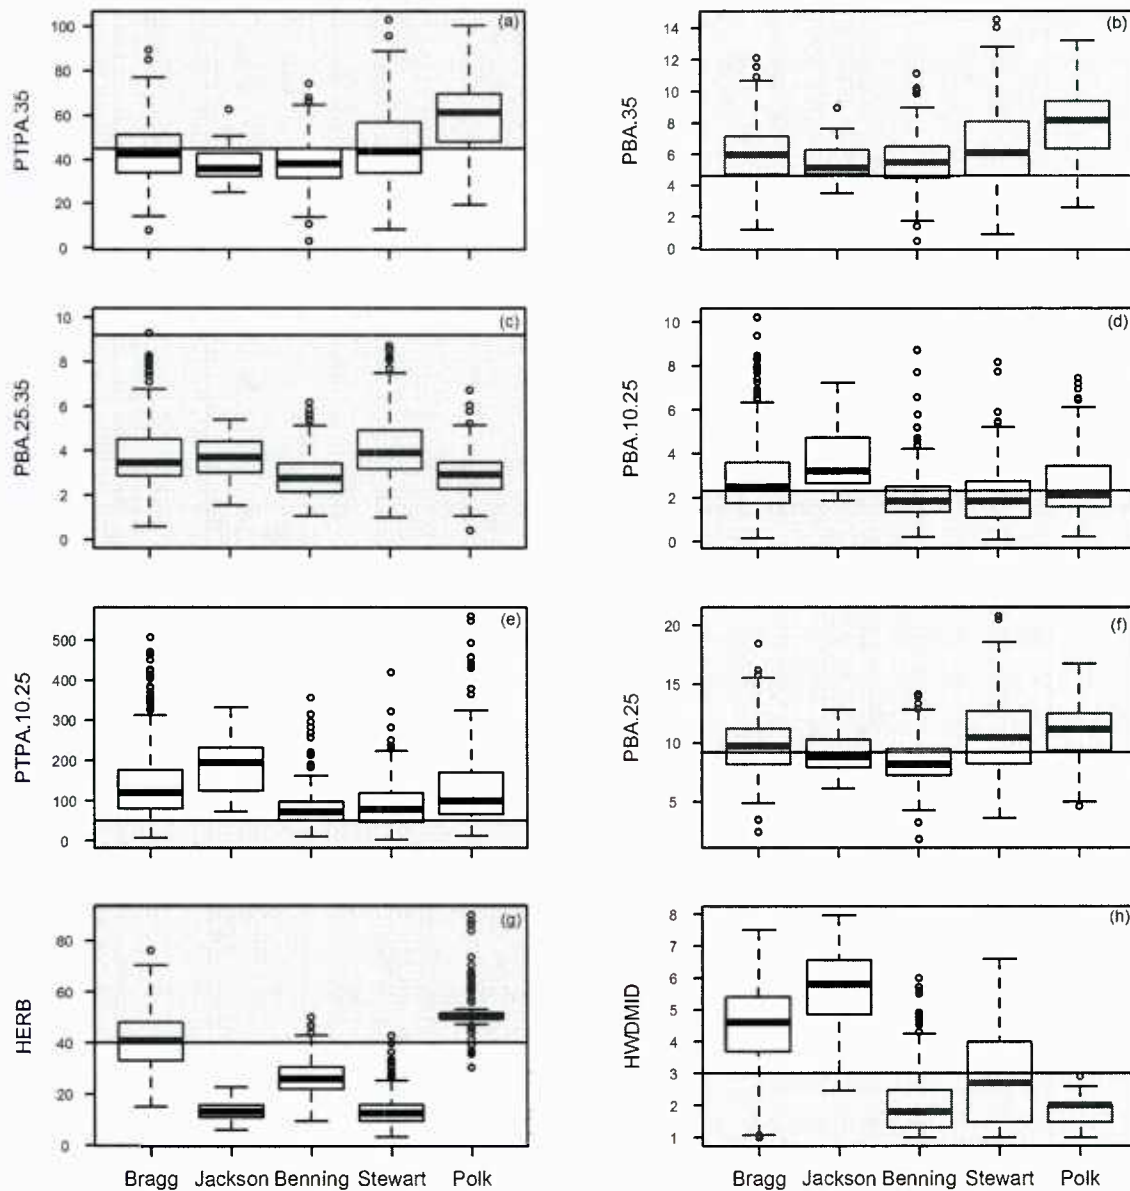 (a)
PTPA.35
100
80
60
40
20
0
(b)
PBA.35
14
12
10
8
6
4
2
0
(c)
PBA.25.35
10
8
6
4
2
0
(d)
PBA.10.25
10
8
6
4
2
0
(e)
PTPA.10.25
500
400
300
200
100
0
(f)
PBA.25
20
15
10
5
(g)
HERB
80
60
40
20
0
Bragg Jackson Benning Stewart Polk
(h)
HWDMID
8
7
6
5
4
3
2
1
Bragg Jackson Benning Stewart Polk